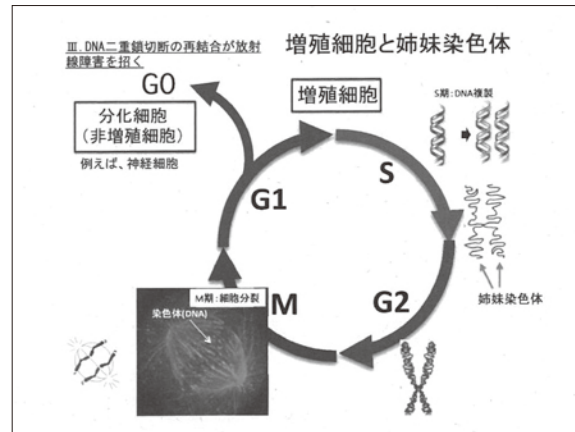 Ⅲ.DNA二重鎖切断の再結合が放射
線障害を招く
増殖細胞と姉妹染色体
G0
増殖細胞
S期:DNA複製
分化細胞
(非増殖細胞)
例えば、神経細胞
S
G1
G2
姉妹染色体
M期:細胞分裂
M
染色体(DNA)